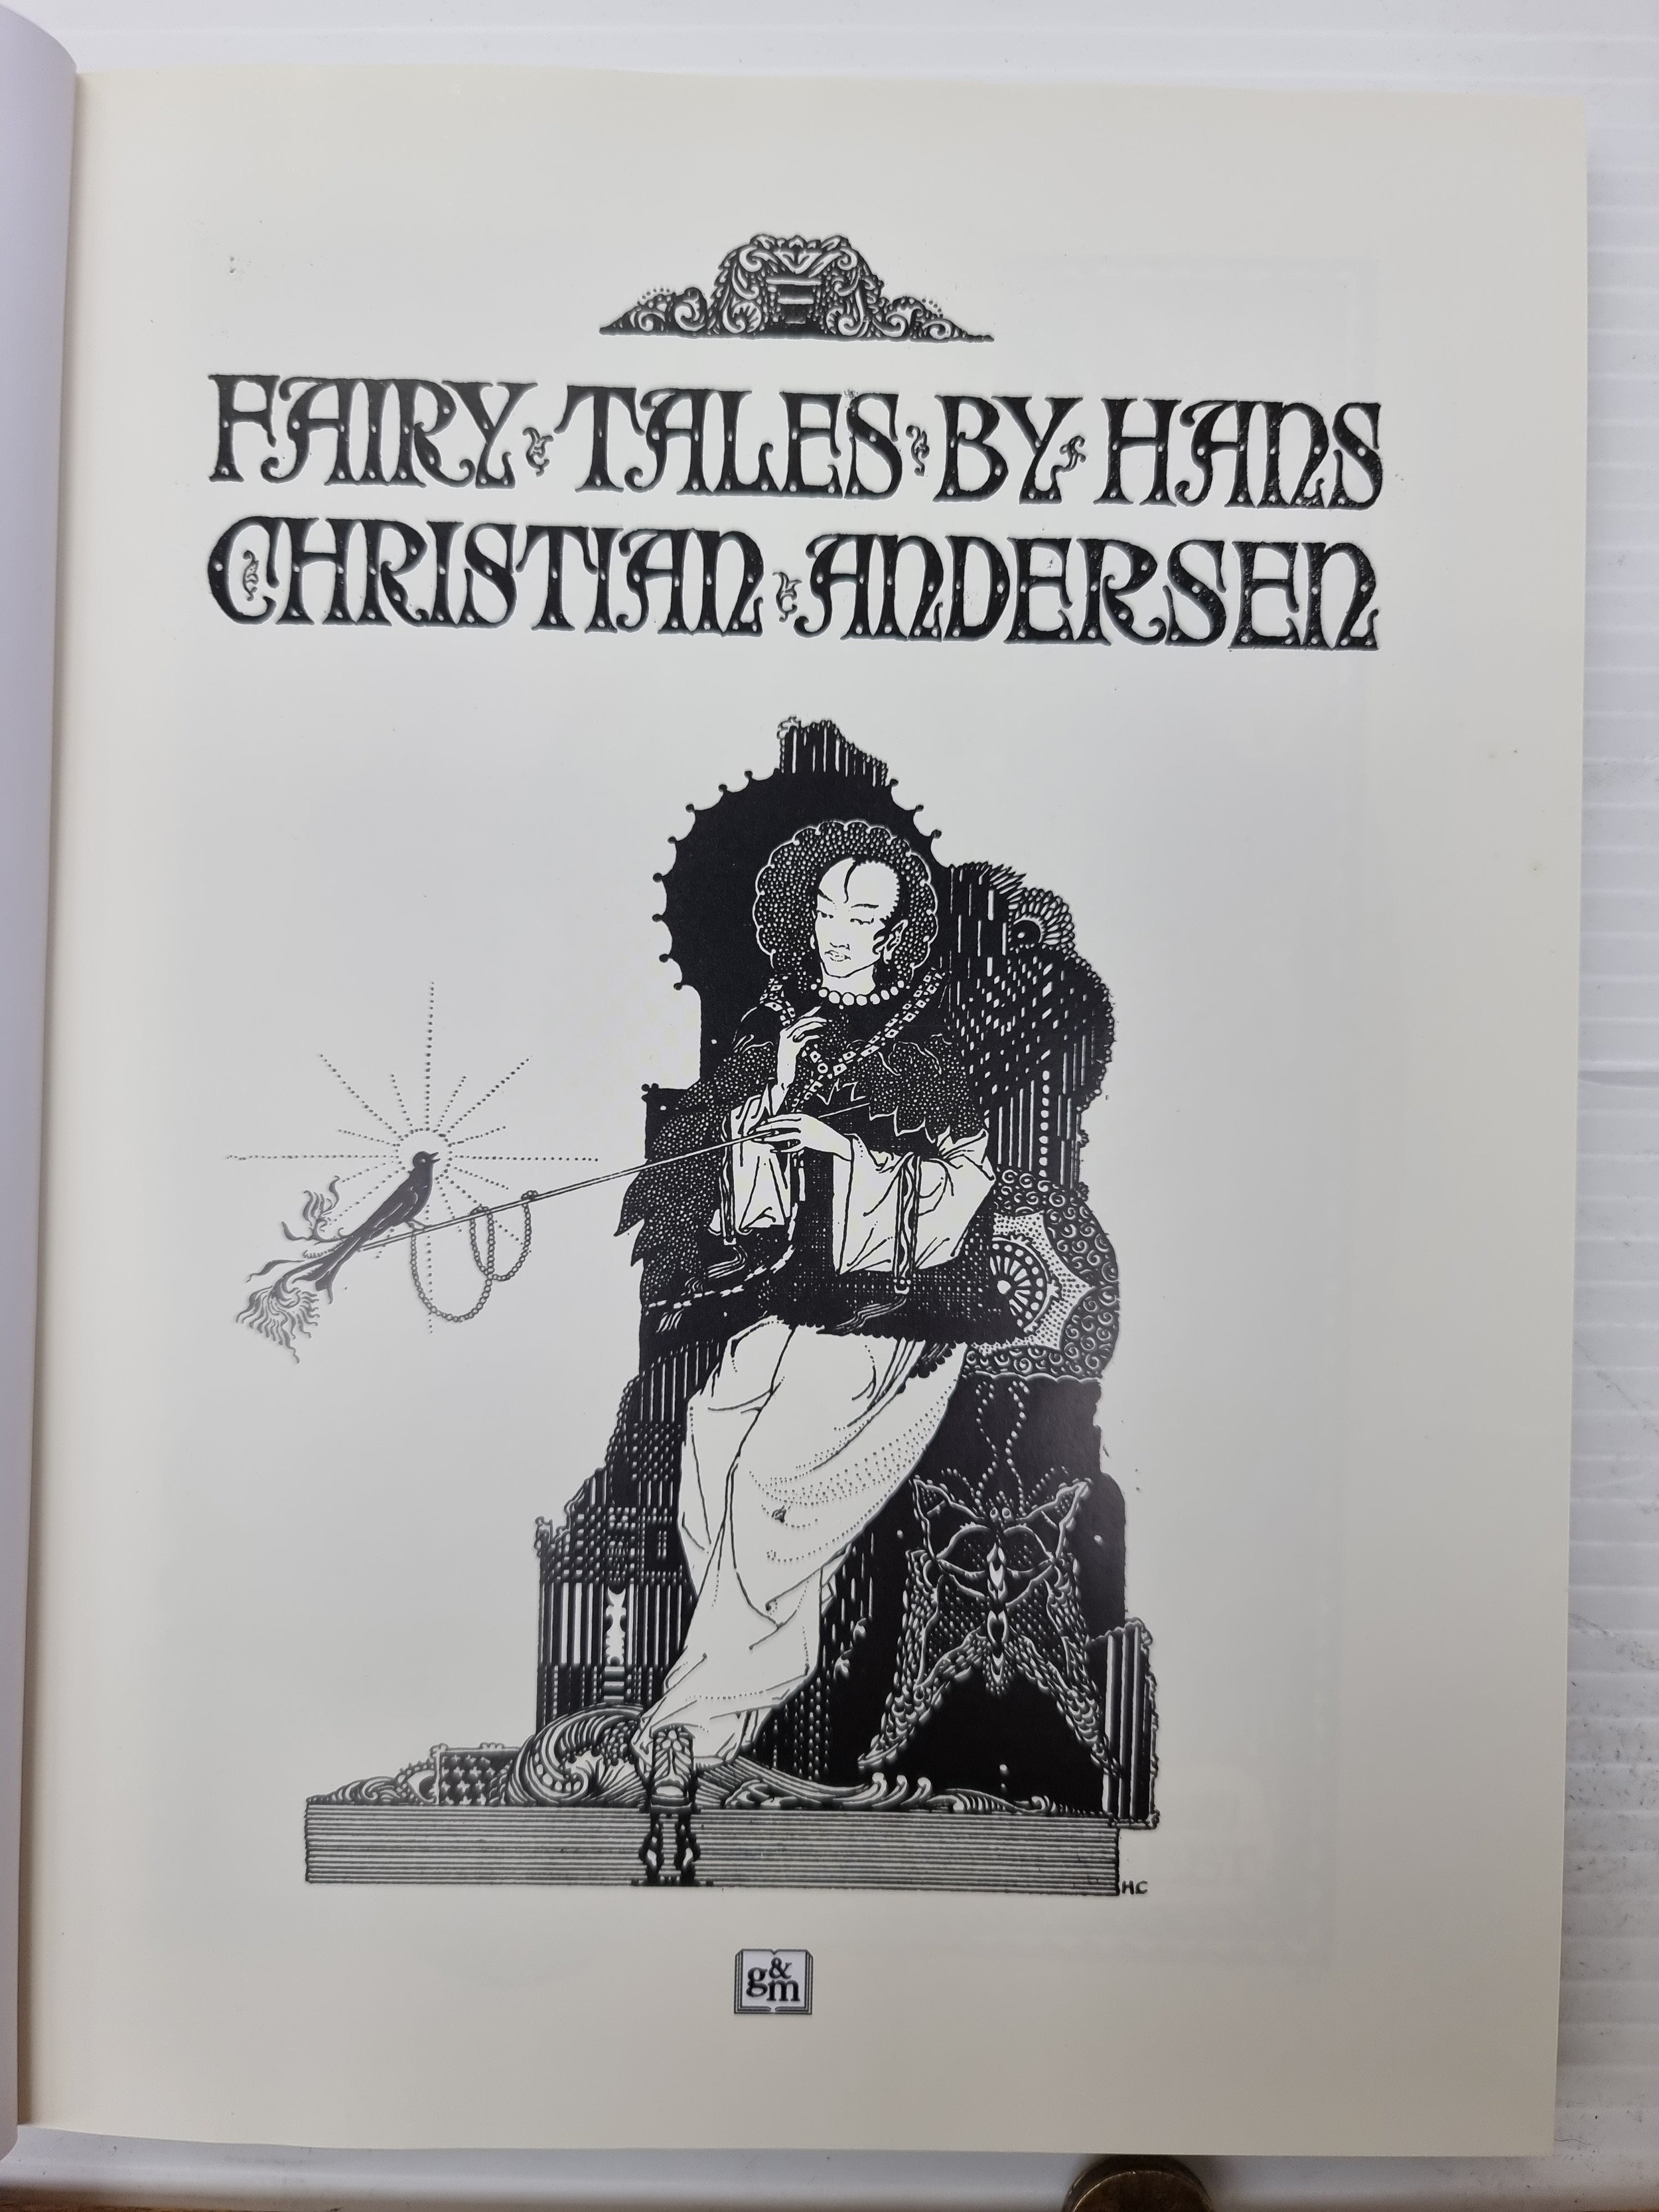 FAIRY TALES BY HANS
CHRISTIAN ANDERSEN
HC
g&m